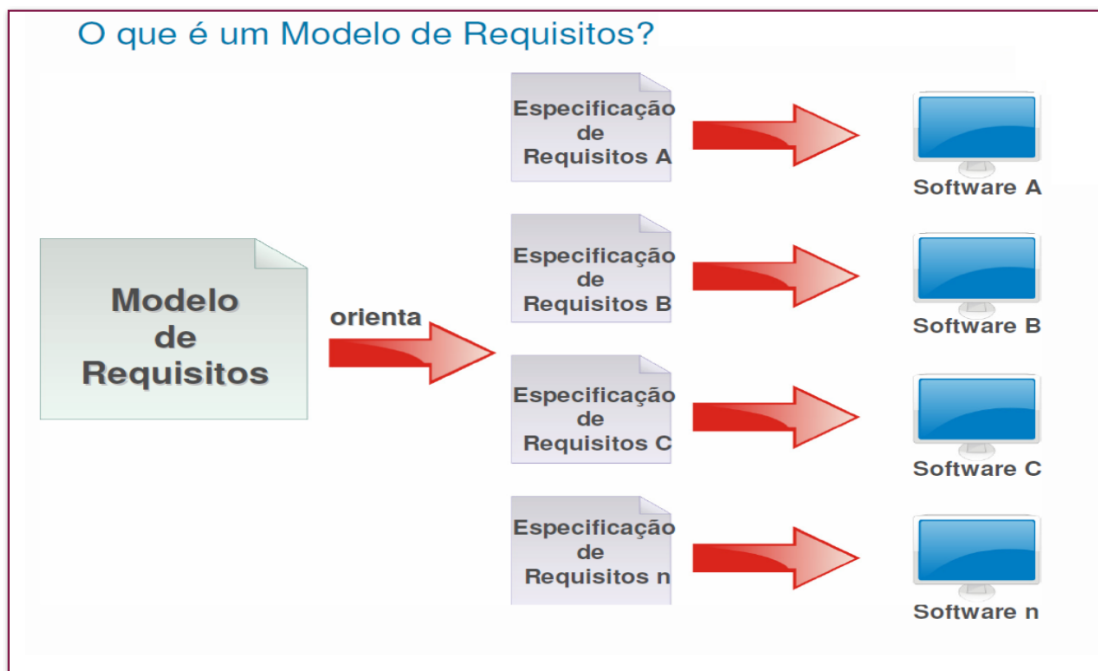 O que é um Modelo de Requisitos?
Especificação
de
Requisitos A
Software A
Modelo
de
Requisitos
orienta
Especificação
de
Requisitos B
Software B
Especificação
de
Requisitos C
Software C
Especificação
de
Requisitos n
Software n